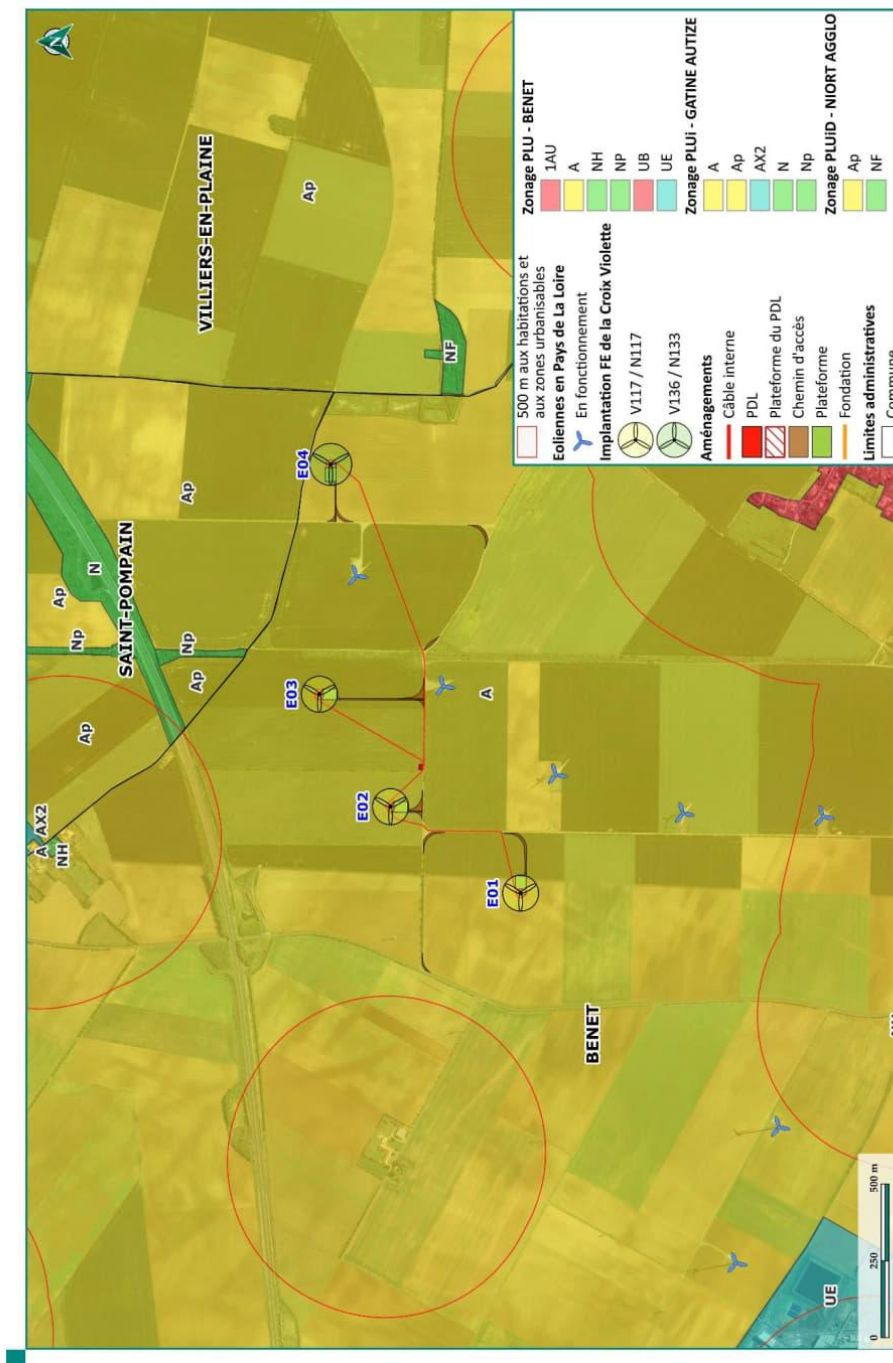 VILLIERS-EN-PLAINE
Ap
NF
SAINT-POMPAIN
N
Ap
Ap
Np
Np
Ap
Ap
A AX2
NH
E04
E03
E02
E01
A
BENET
UE
0 250 500 m
500 m aux habitations et
aux zones urbanisables
Eoliennes en Pays de La Loire
En fonctionnement
Implantation FE de la Croix Violette
V117 / N117
V136 / N133
Aménagements
Câble interne
PDL
Plateforme du PDL
Chemin d'accès
Plateforme
Fondation
Limites administratives
Commune
Zonage PLU - BENET
1AU
A
NH
NP
UB
UE
Zonage PLUi - GATINE AUTIZE
A
Ap
AX2
N
Np
Zonage PLUiD - NIORT AGGLO
Ap
NF